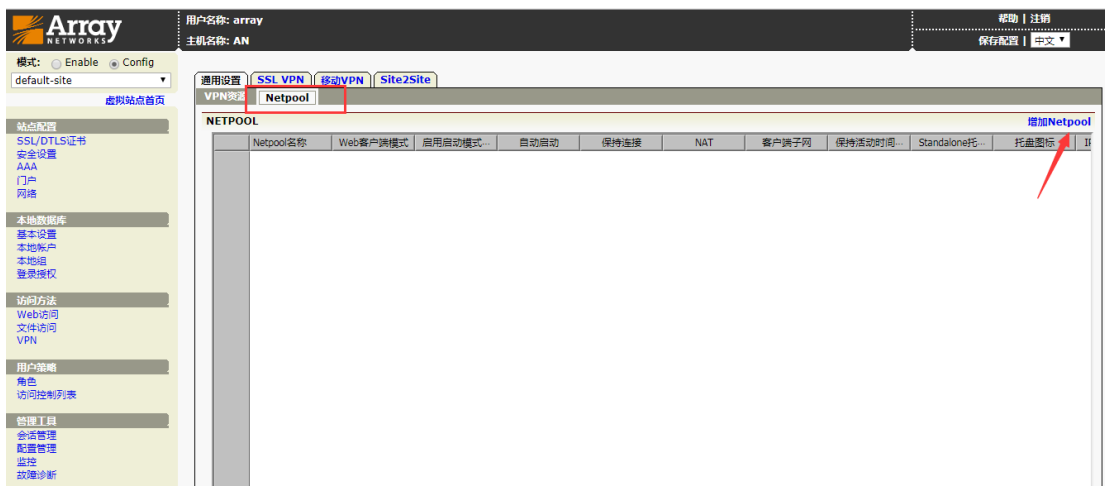 Array
NETWORKS
用户名称: array
主机名称: AN
帮助 | 注销
保存配置 | 中文
模式: Enable Config
default-site
虚拟站点首页
站点配置
SSL/DTLS证书
安全设置
AAA
门户
网络
本地数据库
基本设置
本地帐户
本地组
登录授权
访问方法
Web访问
文件访问
VPN
用户策略
角色
访问控制列表
管理工具
会话管理
配置管理
监控
故障诊断
通用设置 SSL VPN 移动VPN Site2Site
VPN资源 Netpool
NETPOOL
增加Netpool
Netpool名称 Web客户端模式 启用启动模式... 自动启动 保持连接 NAT 客户端子网 保持活动时间... Standalone托... 托盘图标